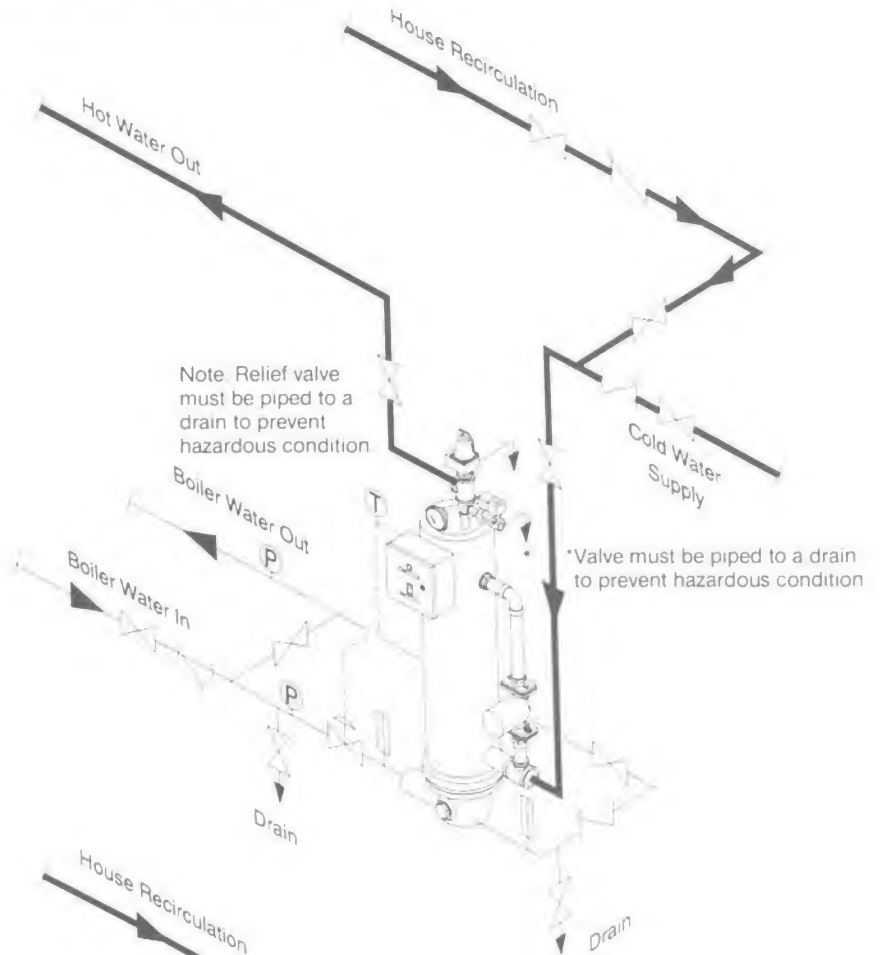 House Recirculation
Hot Water Out
Note. Relief valve
must be piped to a
drain to prevent
hazardous condition
Cold Water
Supply
Boiler Water Out
T
P
*Valve must be piped to a drain
to prevent hazardous condition
Boiler Water In
P
Drain
House Recirculation
Drain